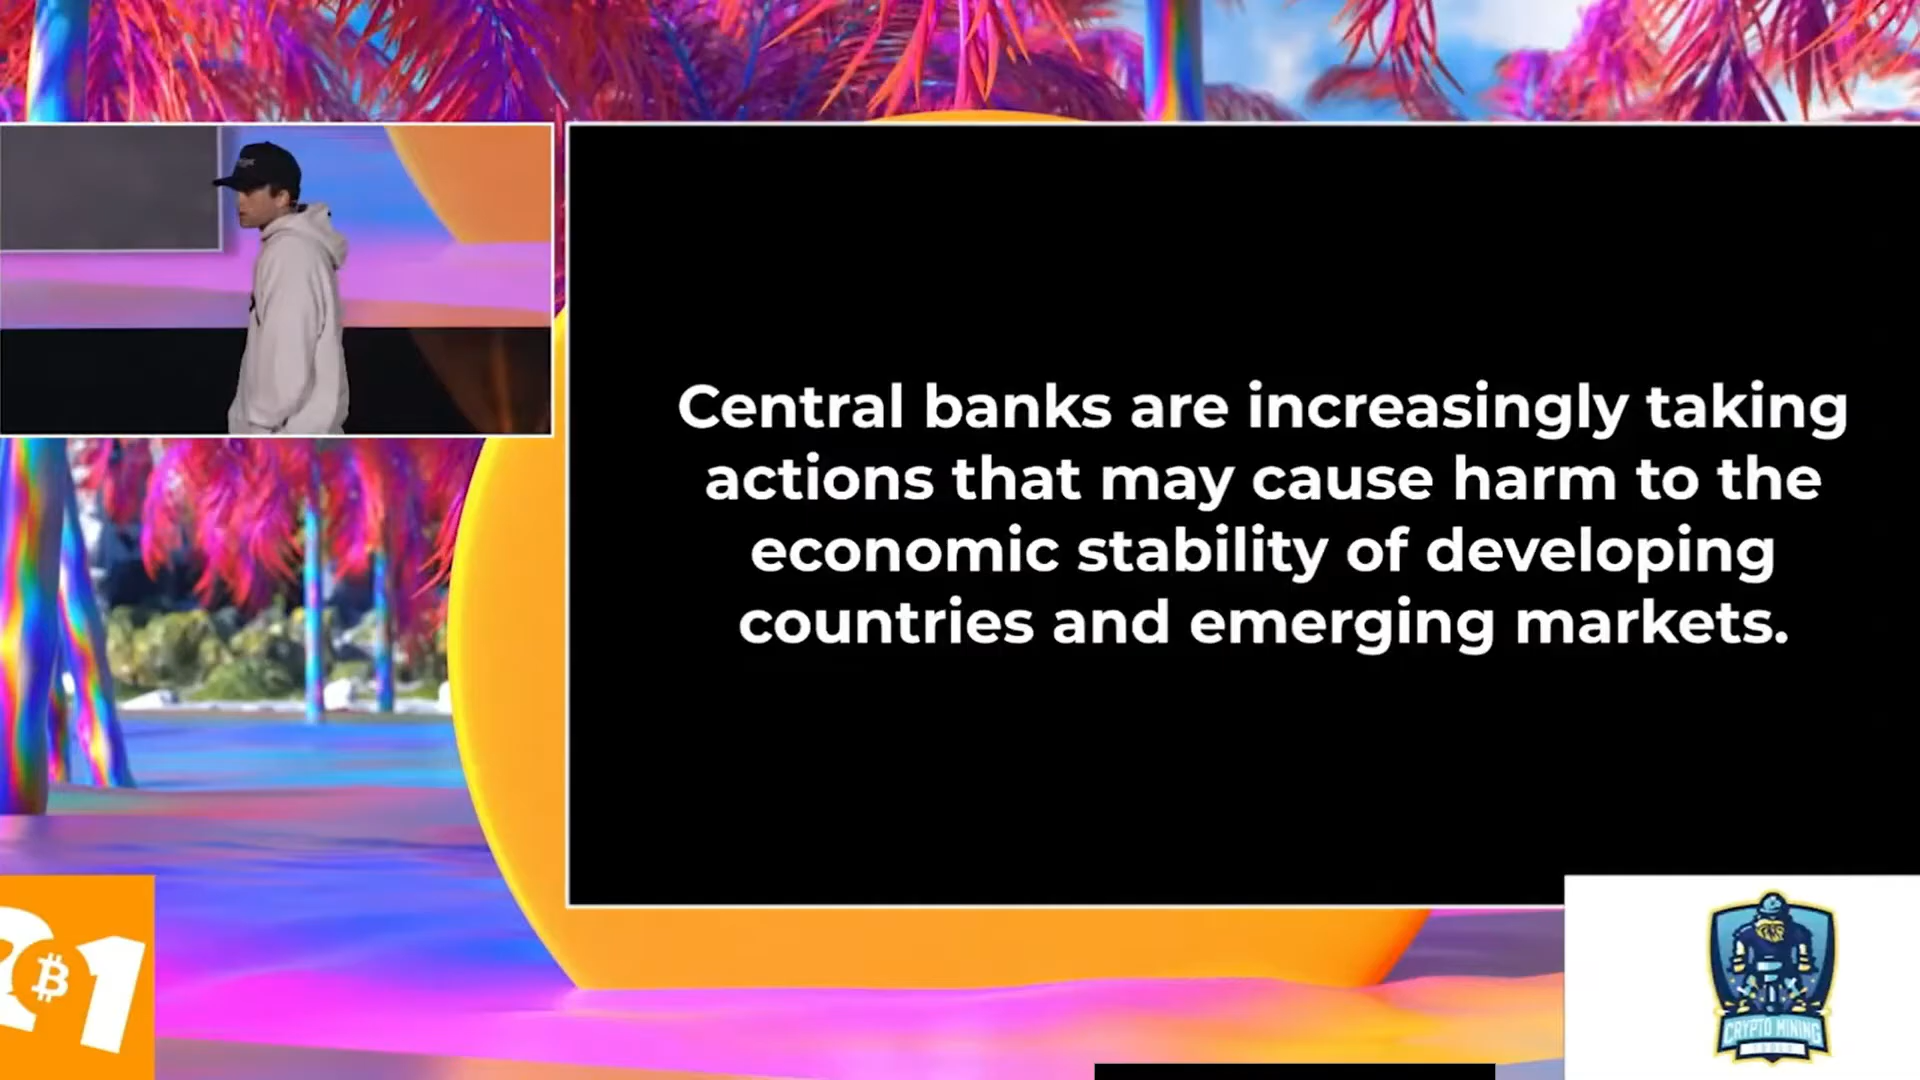 Central banks are increasingly taking
actions that may cause harm to the
economic stability of developing
countries and emerging markets.
21
CRYPTO MINING